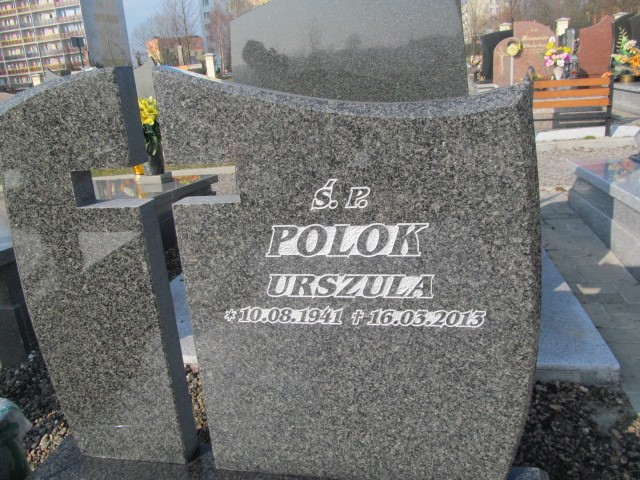 Ś. P.
POLOK
URSZULA
* 10.08.1941 † 16.03.2013